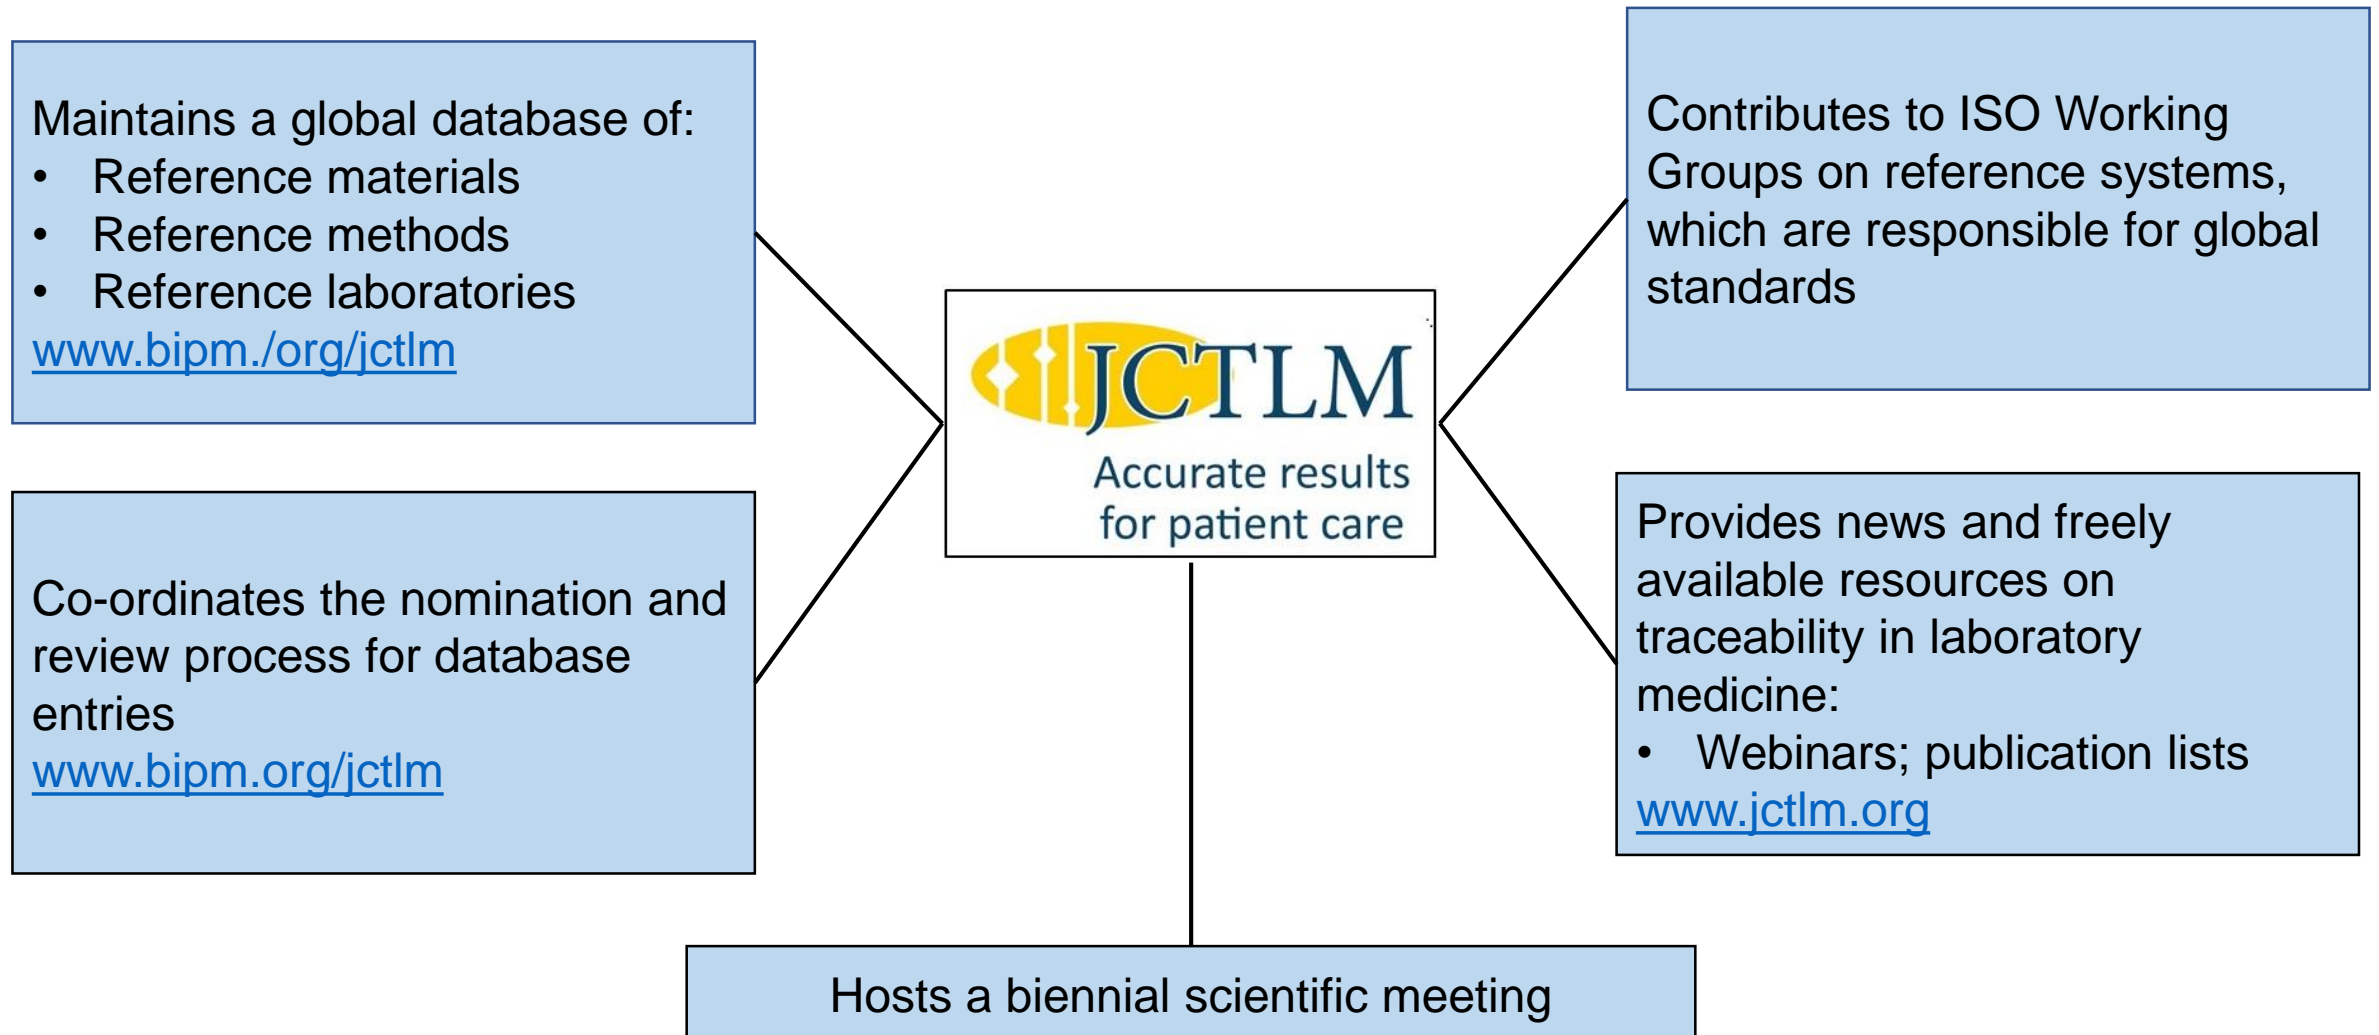 Maintains a global database of:
• Reference materials
• Reference methods
• Reference laboratories
www.bipm./org/jctlm
Co-ordinates the nomination and
review process for database
entries
www.bipm.org/jctlm
JCTLM
Accurate results
for patient care
Contributes to ISO Working
Groups on reference systems,
which are responsible for global
standards
Provides news and freely
available resources on
traceability in laboratory
medicine:
• Webinars; publication lists
www.jctlm.org
Hosts a biennial scientific meeting